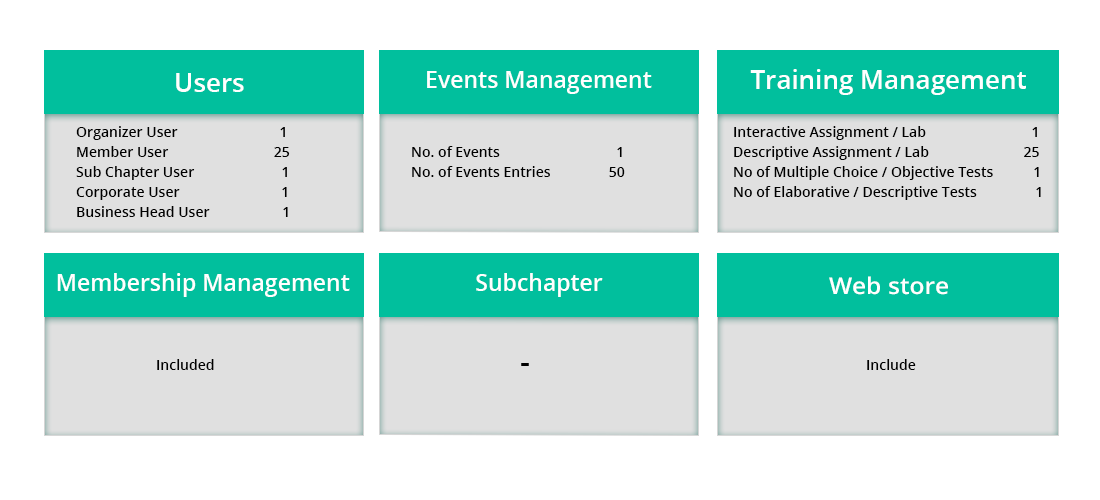 Users
Organizer User 1
Member User 25
Sub Chapter User 1
Corporate User 1
Business Head User 1
Events Management
No. of Events 1
No. of Events Entries 50
Training Management
Interactive Assignment / Lab 1
Descriptive Assignment / Lab 25
No of Multiple Choice / Objective Tests 1
No of Elaborative / Descriptive Tests 1
Membership Management
Included
Subchapter
-
Web store
Include